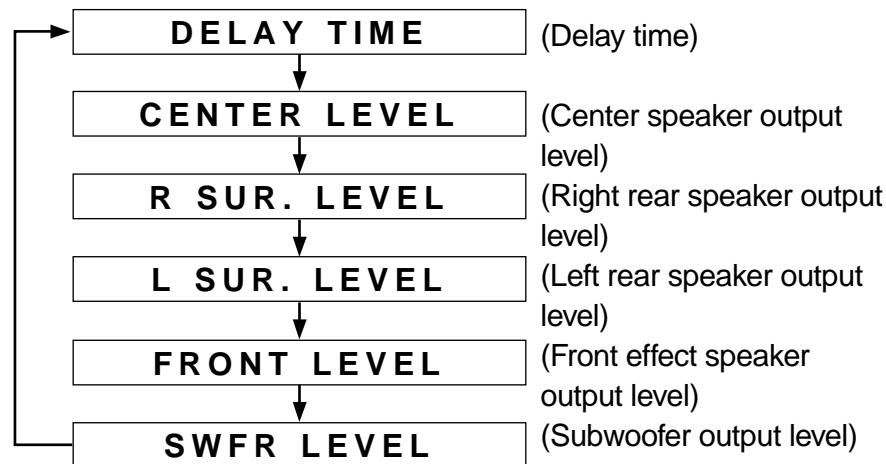 DELAY TIME (Delay time)
CENTER LEVEL (Center speaker output
level)
R SUR. LEVEL (Right rear speaker output
level)
L SUR. LEVEL (Left rear speaker output
level)
FRONT LEVEL (Front effect speaker
output level)
SWFR LEVEL (Subwoofer output level)